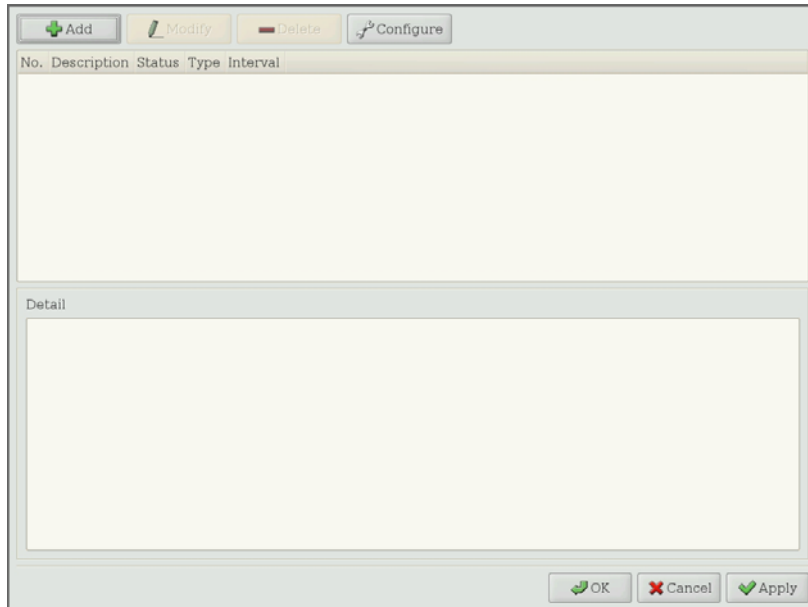 Add Modify Delete Configure
No. Description Status Type Interval
Detail
OK Cancel Apply